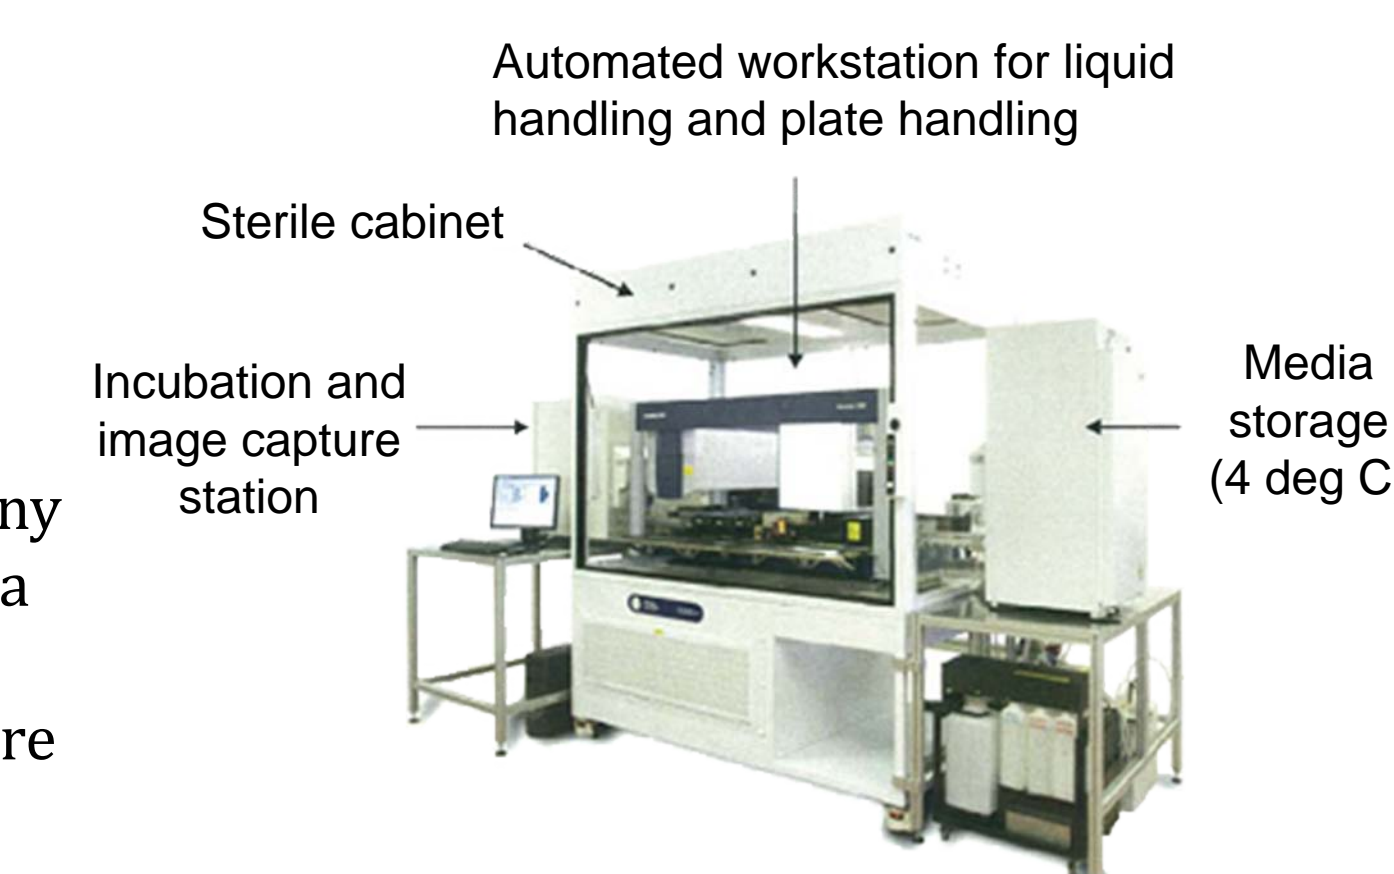 Automated workstation for liquid
handling and plate handling
Sterile cabinet
Incubation and
image capture
station
Media
storage
(4 deg C
ny
a
re